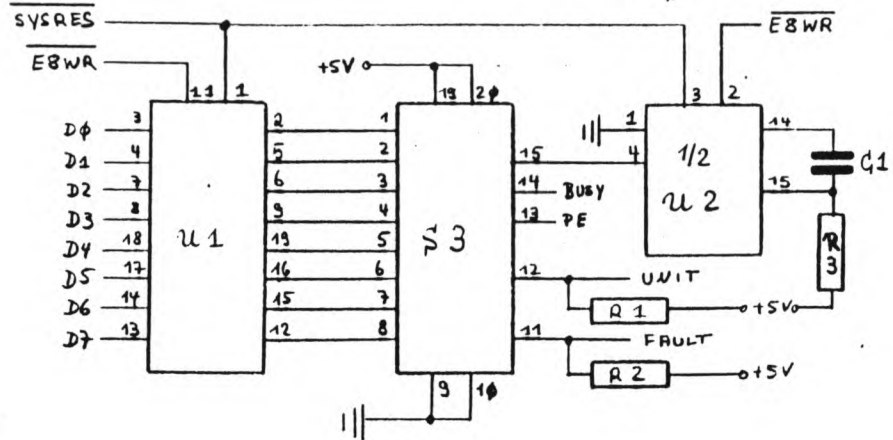 SYSRES
E8WR
E8WR
+5V
11 1
19 20
3 2
D0 3 2 1
D1 4 5 2
D2 7 6 3
D3 8 9 4
D4 18 19 5
D5 17 16 6
D6 14 15 7
D7 13 12 8
U1
S3
15
14 BUSY
13 PE
12 UNIT
11 FAULT
9 10
1 14
4 15
1/2
U2
C1
R3
R1 +5V
R2 +5V